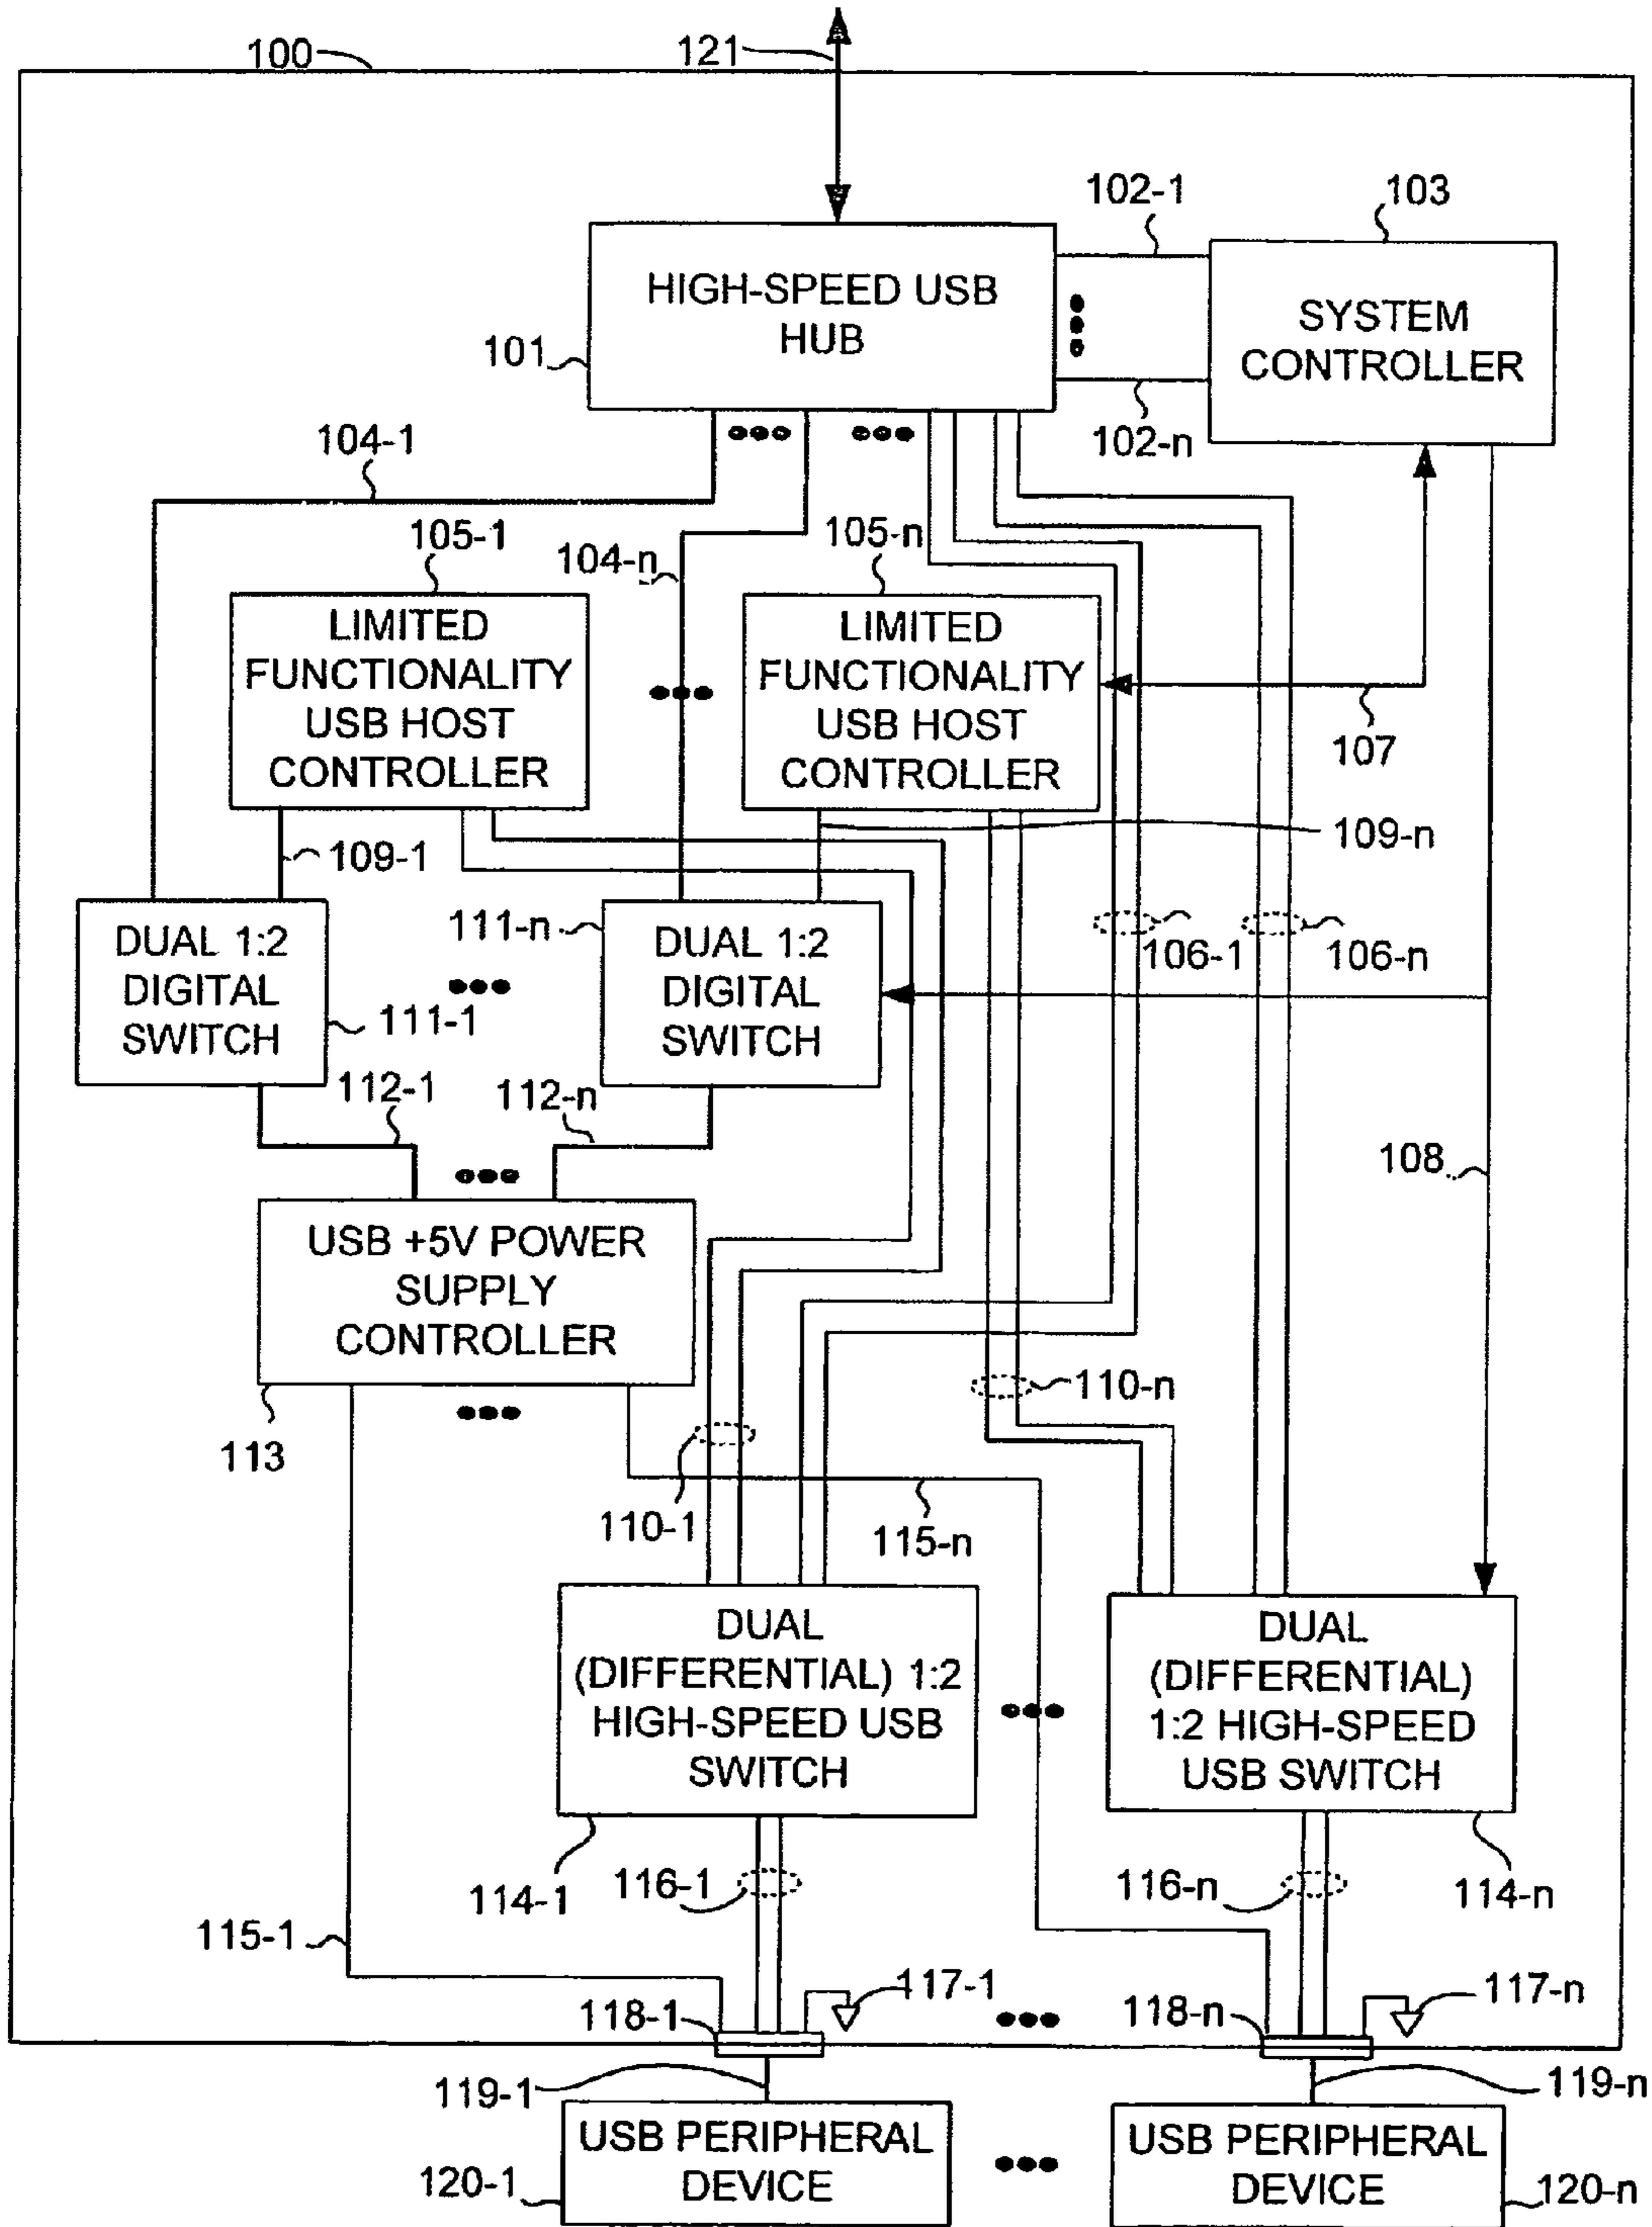 100
121
102-1
103
HIGH-SPEED USB
HUB
SYSTEM
CONTROLLER
101
102-n
104-1
105-1
104-n
105-n
LIMITED
FUNCTIONALITY
USB HOST
CONTROLLER
LIMITED
FUNCTIONALITY
USB HOST
CONTROLLER
107
109-1
109-n
DUAL 1:2
DIGITAL
SWITCH
111-1
111-n
DUAL 1:2
DIGITAL
SWITCH
106-1
106-n
112-1
112-n
108
USB +5V POWER
SUPPLY
CONTROLLER
113
110-n
110-1
115-n
DUAL
(DIFFERENTIAL) 1:2
HIGH-SPEED USB
SWITCH
DUAL
(DIFFERENTIAL)
1:2 HIGH-SPEED
USB SWITCH
114-1
116-1
116-n
114-n
115-1
118-1
117-1
118-n
117-n
119-1
119-n
USB PERIPHERAL
DEVICE
USB PERIPHERAL
DEVICE
120-1
120-n